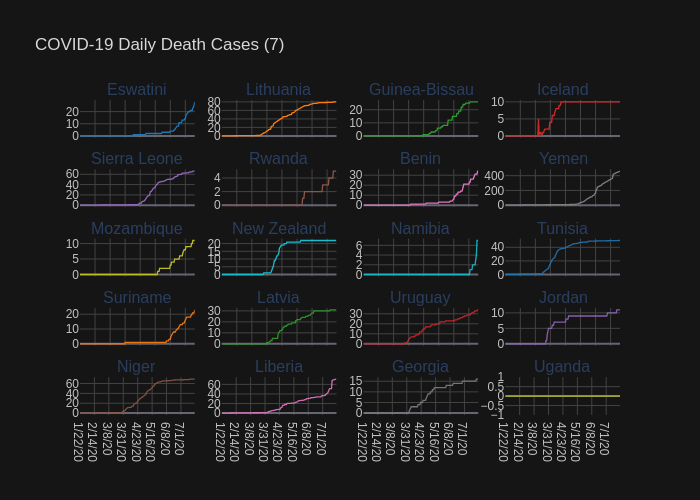 COVID-19 Daily Death Cases (7)
Eswatini Lithuania Guinea-Bissau Iceland
20 10 0 80 60 40 20 0 20 10 0 10 5 0
Sierra Leone Rwanda Benin Yemen
60 40 20 0 4 2 0 30 20 10 0 400 200 0
Mozambique New Zealand Namibia Tunisia
10 5 0 20 15 10 5 0 6 4 2 0 40 20 0
Suriname Latvia Uruguay Jordan
20 10 0 30 20 10 0 30 20 10 0 10 5 0
Niger Liberia Georgia Uganda
60 40 20 0 60 40 20 0 15 10 5 0 1 0.5 0 −0.5 −1
1/22/20 2/14/20 3/8/20 3/31/20 4/23/20 5/16/20 6/8/20 7/1/20 1/22/20 2/14/20 3/8/20 3/31/20 4/23/20 5/16/20 6/8/20 7/1/20 1/22/20 2/14/20 3/8/20 3/31/20 4/23/20 5/16/20 6/8/20 7/1/20 1/22/20 2/14/20 3/8/20 3/31/20 4/23/20 5/16/20 6/8/20 7/1/20